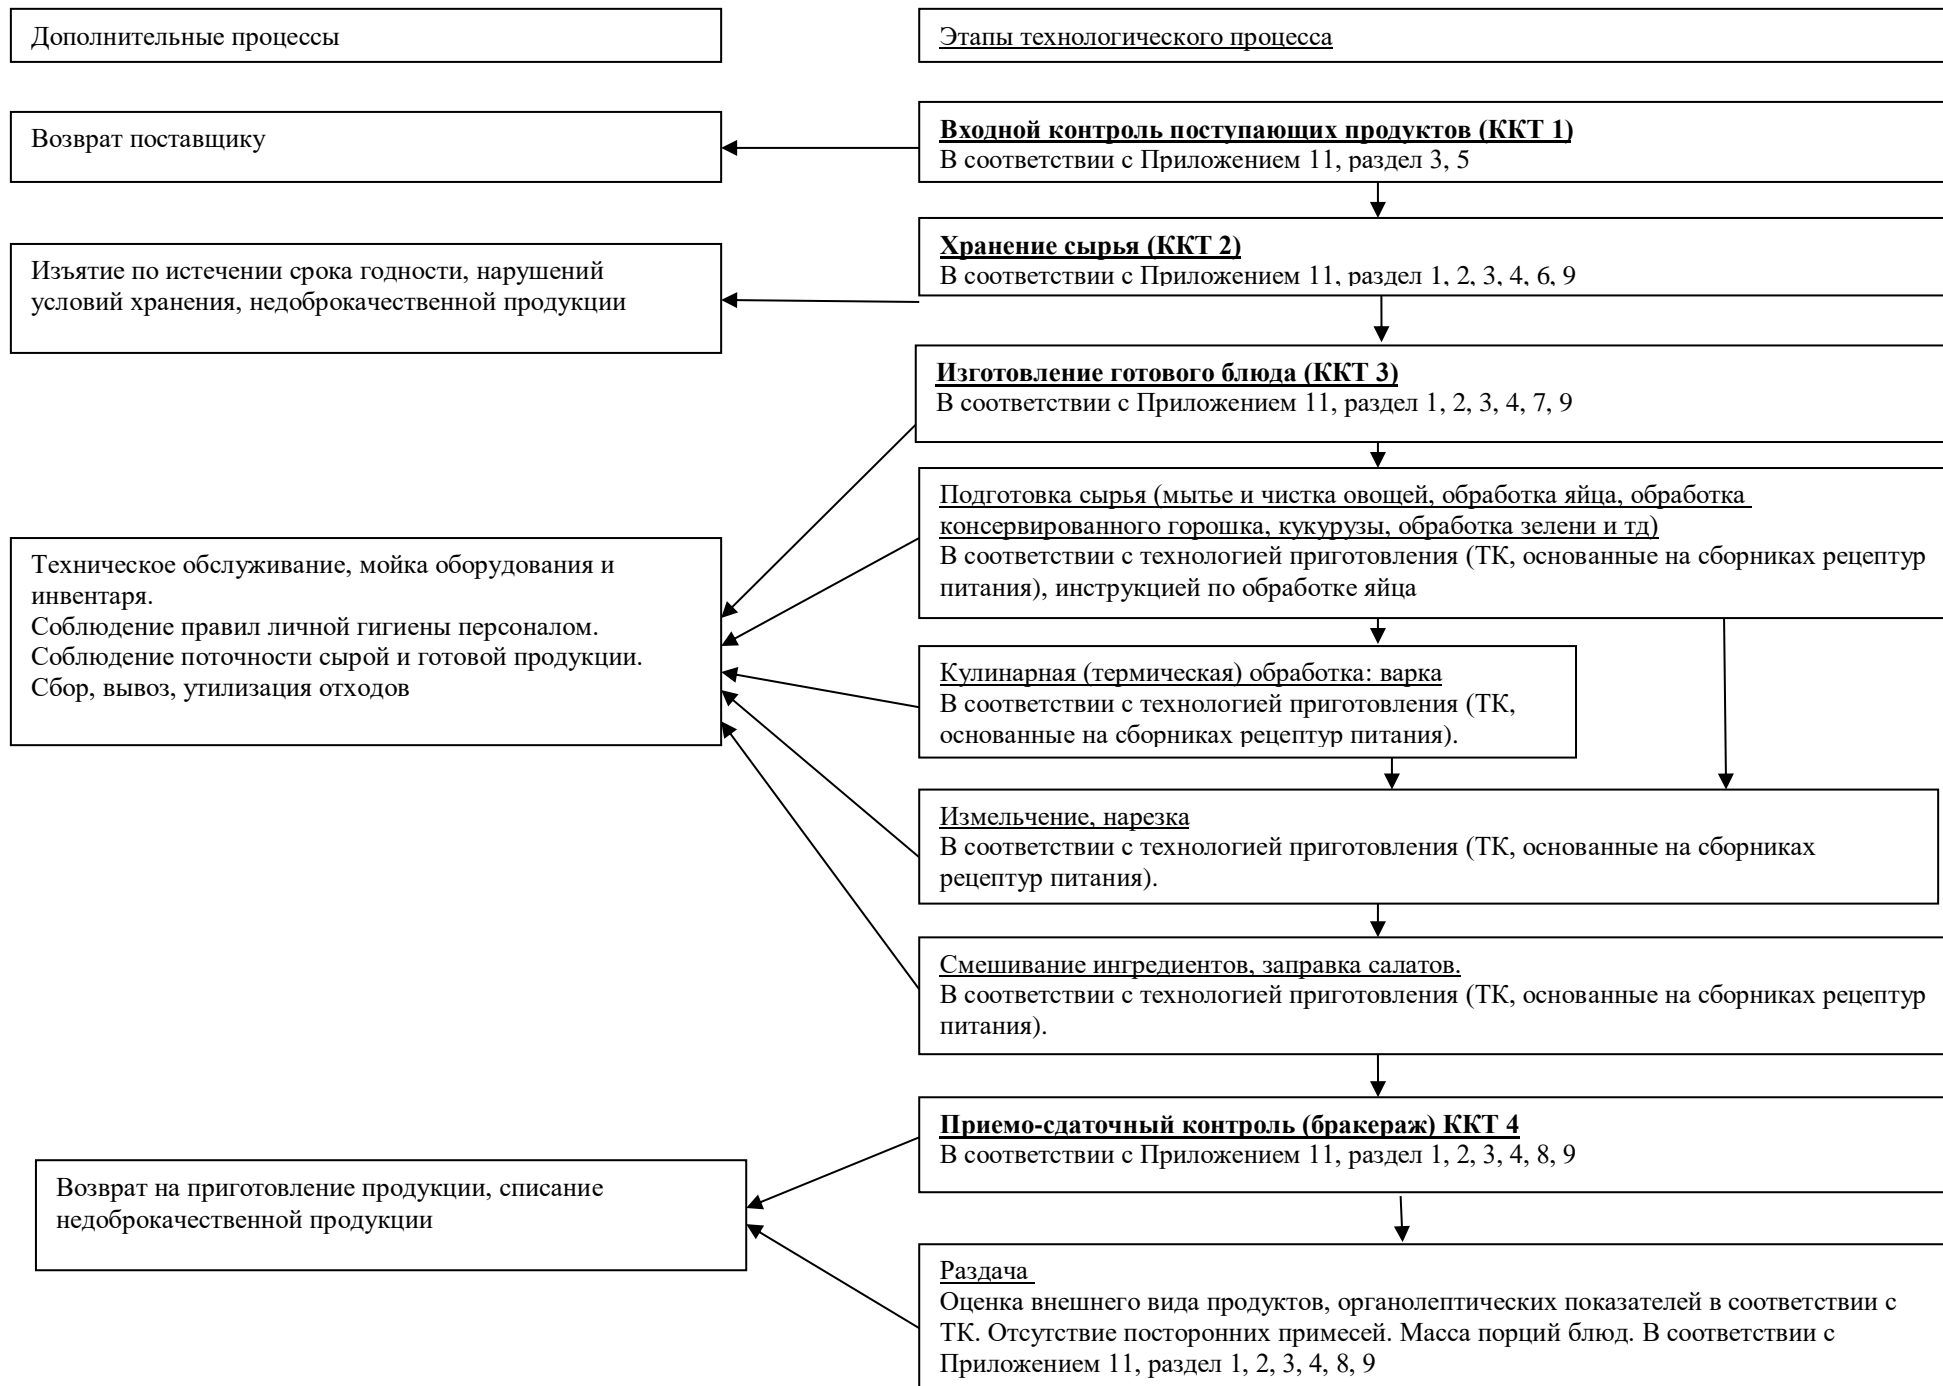 Дополнительные процессы
Этапы технологического процесса
Возврат поставщику
Входной контроль поступающих продуктов (ККТ 1)
В соответствии с Приложением 11, раздел 3, 5
Изъятие по истечении срока годности, нарушений
условий хранения, недоброкачественной продукции
Хранение сырья (ККТ 2)
В соответствии с Приложением 11, раздел 1, 2, 3, 4, 6, 9
Изготовление готового блюда (ККТ 3)
В соответствии с Приложением 11, раздел 1, 2, 3, 4, 7, 9
Подготовка сырья (мытье и чистка овощей, обработка яйца, обработка
консервированного горошка, кукурузы, обработка зелени и тд)
В соответствии с технологией приготовления (ТК, основанные на сборниках рецептур
питания), инструкцией по обработке яйца
Техническое обслуживание, мойка оборудования и
инвентаря.
Соблюдение правил личной гигиены персоналом.
Соблюдение поточности сырой и готовой продукции.
Сбор, вывоз, утилизация отходов
Кулинарная (термическая) обработка: варка
В соответствии с технологией приготовления (ТК,
основанные на сборниках рецептур питания).
Измельчение, нарезка
В соответствии с технологией приготовления (ТК, основанные на сборниках
рецептур питания).
Смешивание ингредиентов, заправка салатов.
В соответствии с технологией приготовления (ТК, основанные на сборниках рецептур
питания).
Приемо-сдаточный контроль (бракераж) ККТ 4
В соответствии с Приложением 11, раздел 1, 2, 3, 4, 8, 9
Возврат на приготовление продукции, списание
недоброкачественной продукции
Раздача
Оценка внешнего вида продуктов, органолептических показателей в соответствии с
ТК. Отсутствие посторонних примесей. Масса порций блюд. В соответствии с
Приложением 11, раздел 1, 2, 3, 4, 8, 9